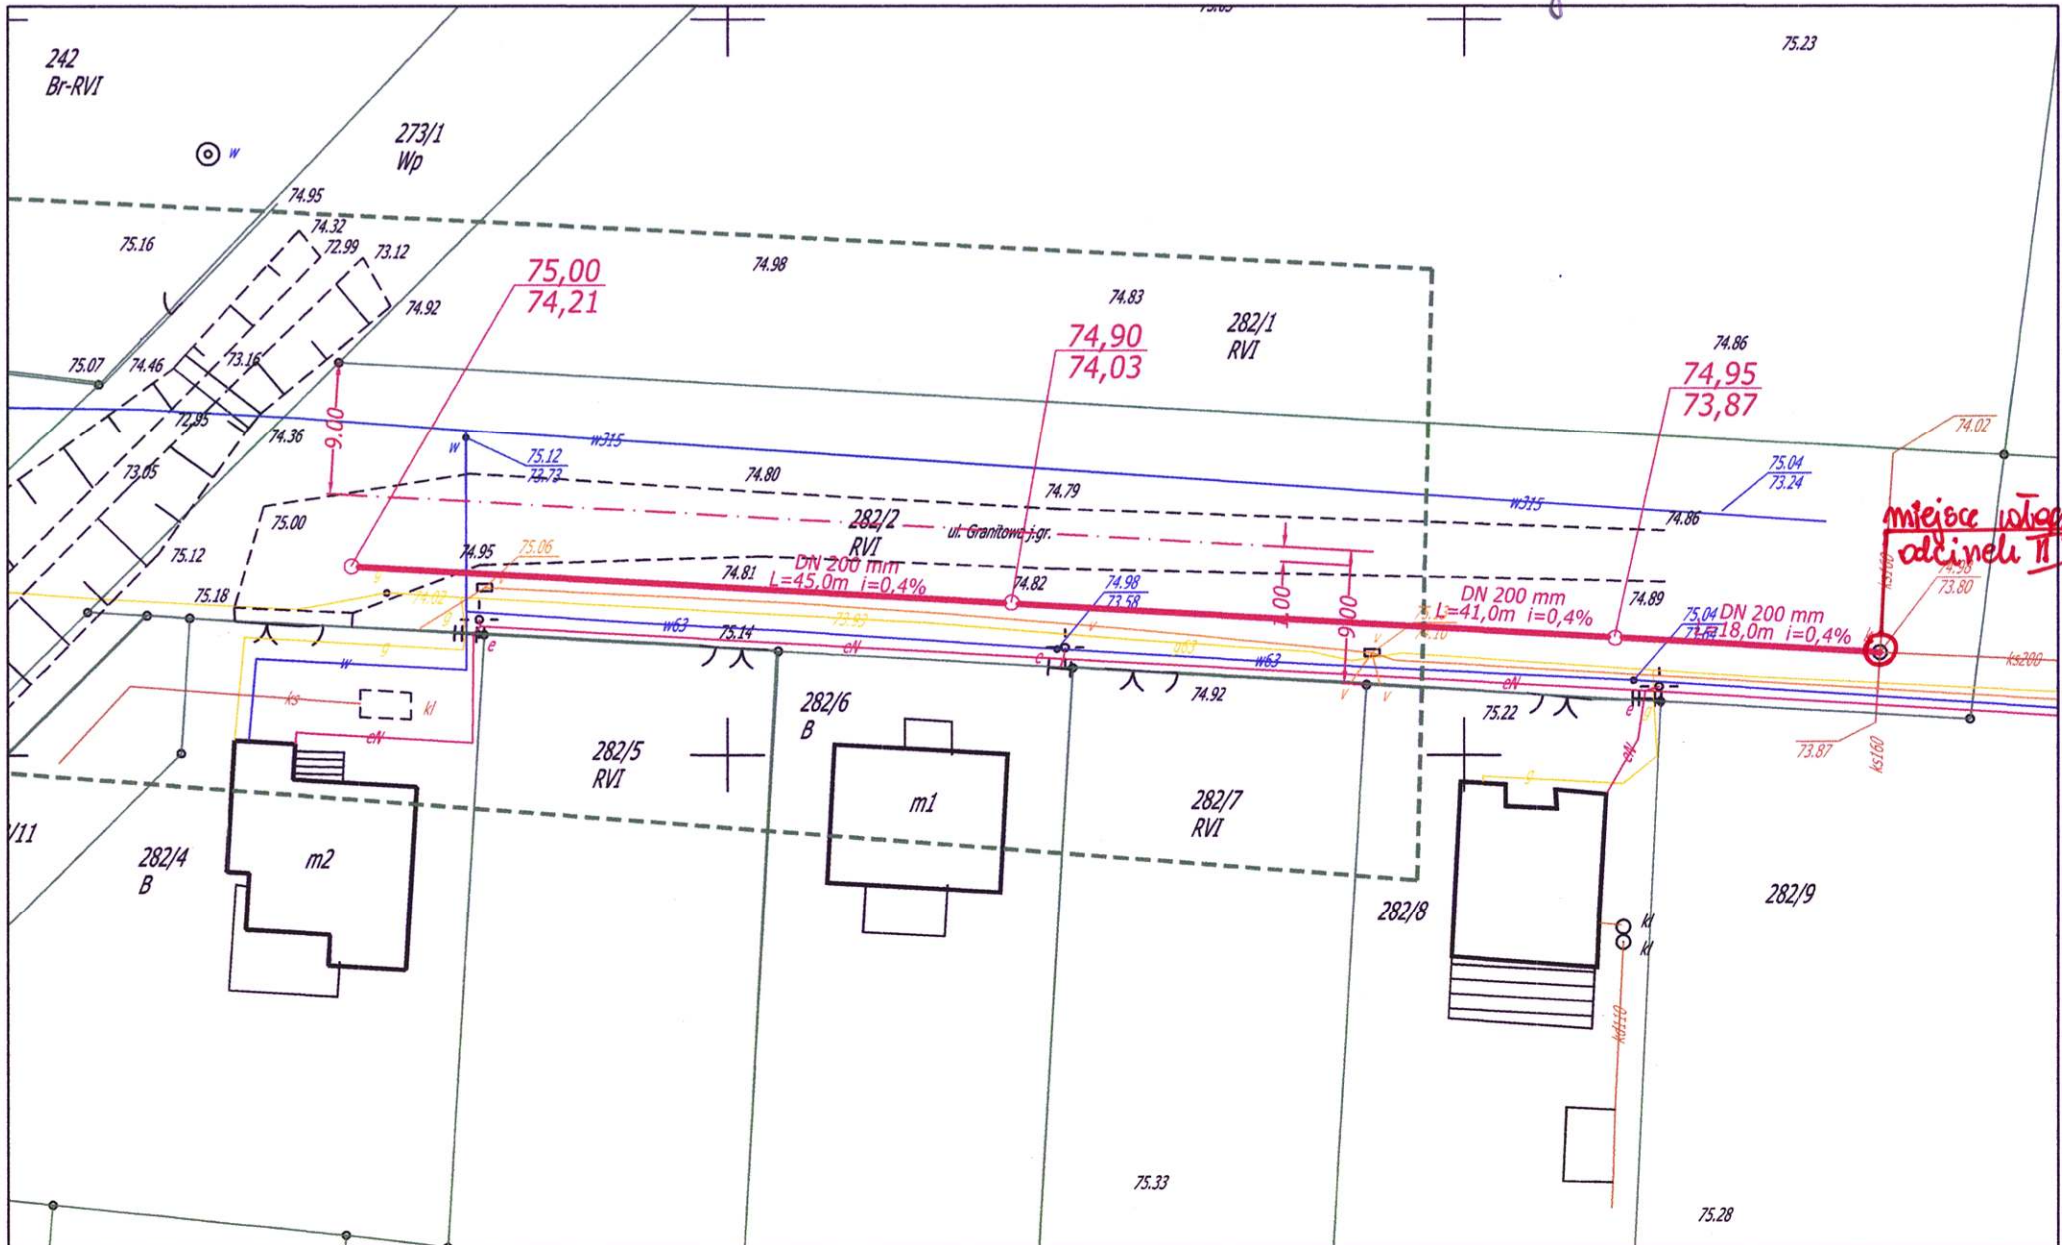 75.23
242
Br-RVI
273/1
Wp
w
74.95
75.16
74.32
72.99
73.12
74.92
74.98
74.83
75,00
74,21
282/1
RVI
74,90
74,03
74.86
74,95
73,87
75.07
74.46
73.16
72.95
74.36
73.05
9.00
w
w315
75.12
73.73
74.80
74.79
w315
75.04
73.24
74.02
74.86
miejsce
odcinek II
75.00
282/2
RVI
ul. Granitowa j.gr.
74.95
75.06
75.12
75.18
74.81
DN 200 mm
L=45,0m i=0,4%
74.82
74.98
73.58
1.00
9.00
DN 200 mm
L=41,0m i=0,4%
74.89
75.04
DN 200 mm
L=18,0m i=0,4%
73.80
g
g
w63
75.14
eN
g63
w63
eN
ks200
e
e
e
v
v
v
v
g
w
ks
kl
eN
282/6
B
74.92
75.22
73.87
ks160
eN
g
g
282/5
RVI
m1
282/7
RVI
/11
282/4
B
m2
282/8
282/9
kl
kl
kd110
75.33
75.28